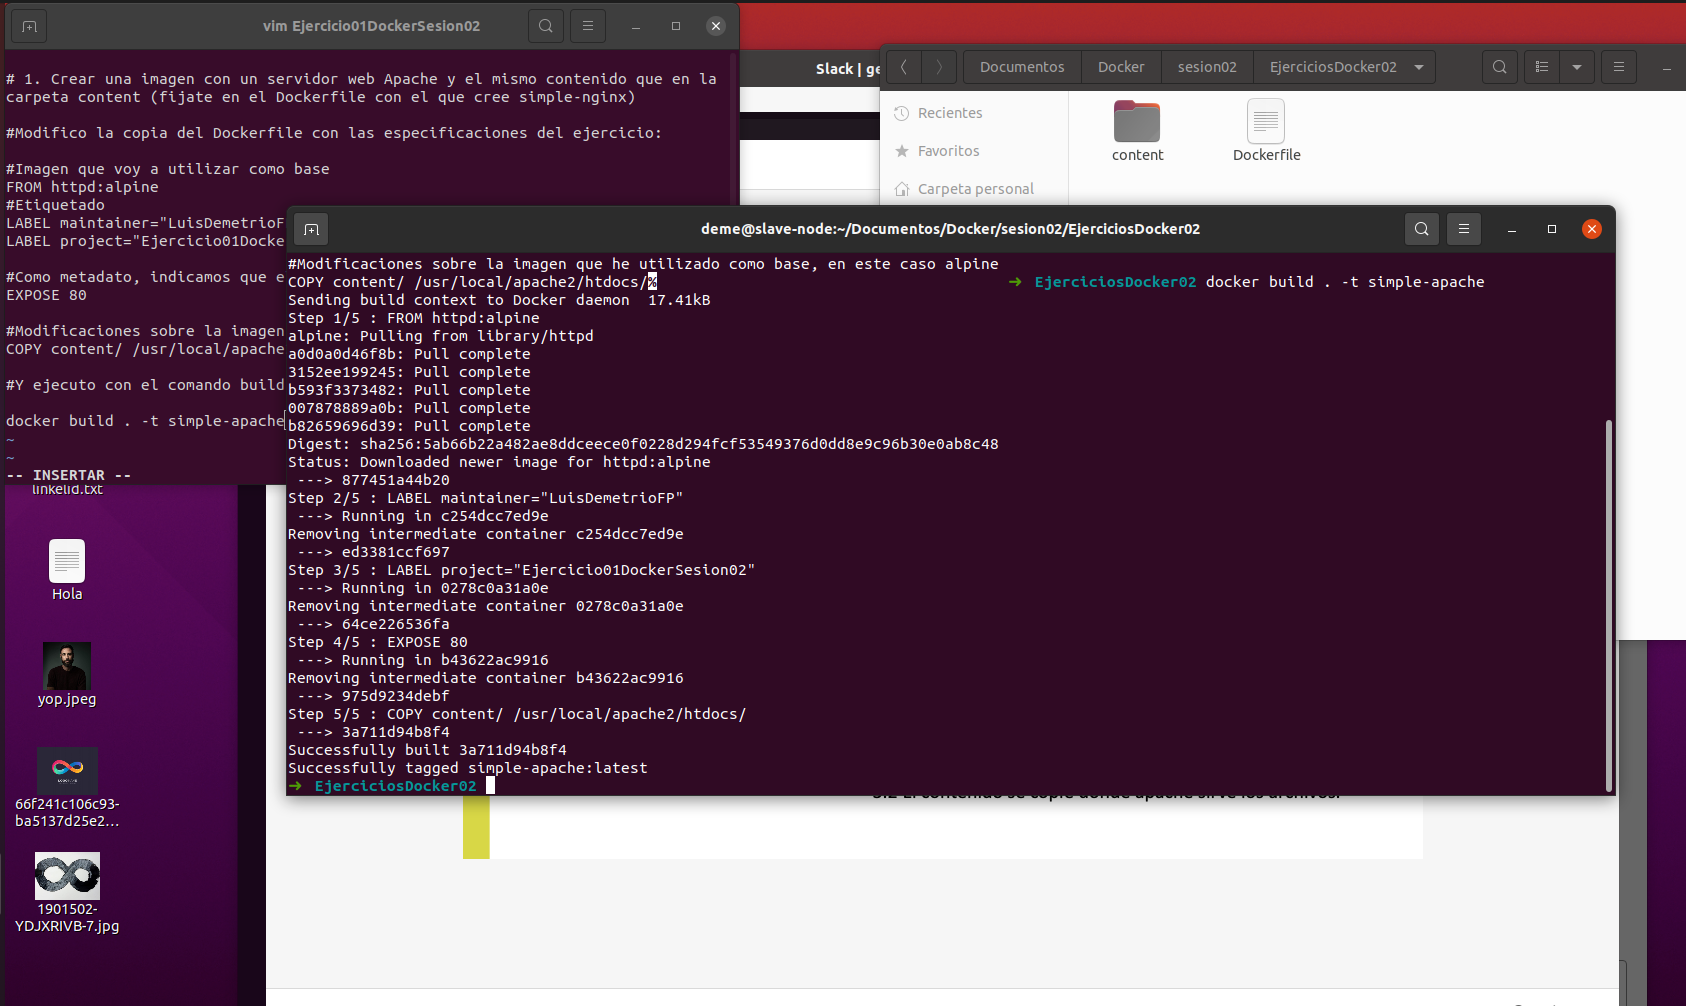 vim Ejercicio01DockerSesion02
# 1. Crear una imagen con un servidor web Apache y el mismo contenido que en la
carpeta content (fijate en el Dockerfile con el que cree simple-nginx)
#Modifico la copia del Dockerfile con las especificaciones del ejercicio:
#Imagen que voy a utilizar como base
FROM httpd:alpine
#Etiquetado
LABEL maintainer="LuisDemetrioF
LABEL project="Ejercicio01Docke
#Como metadato, indicamos que e
EXPOSE 80
#Modificaciones sobre la imagen
COPY content/ /usr/local/apache
#Y ejecuto con el comando build
docker build . -t simple-apache
~
~
-- INSERTAR --
Slack | ge
Documentos
Docker
sesion02
EjerciciosDocker02
Recientes
Favoritos
Carpeta personal
content
Dockerfile
deme@slave-node:~/Documentos/Docker/sesion02/EjerciciosDocker02
#Modificaciones sobre la imagen que he utilizado como base, en este caso alpine
COPY content/ /usr/local/apache2/htdocs/% ➜ EjerciciosDocker02 docker build . -t simple-apache
Sending build context to Docker daemon  17.41kB
Step 1/5 : FROM httpd:alpine
alpine: Pulling from library/httpd
a0d0a0d46f8b: Pull complete
3152ee199245: Pull complete
b593f3373482: Pull complete
007878889a0b: Pull complete
b82659696d39: Pull complete
Digest: sha256:5ab66b22a482ae8ddceece0f0228d294fcf53549376d0dd8e9c96b30e0ab8c48
Status: Downloaded newer image for httpd:alpine
 ---> 877451a44b20
Step 2/5 : LABEL maintainer="LuisDemetrioFP"
 ---> Running in c254dcc7ed9e
Removing intermediate container c254dcc7ed9e
 ---> ed3381ccf697
Step 3/5 : LABEL project="Ejercicio01DockerSesion02"
 ---> Running in 0278c0a31a0e
Removing intermediate container 0278c0a31a0e
 ---> 64ce226536fa
Step 4/5 : EXPOSE 80
 ---> Running in b43622ac9916
Removing intermediate container b43622ac9916
 ---> 975d9234debf
Step 5/5 : COPY content/ /usr/local/apache2/htdocs/
 ---> 3a711d94b8f4
Successfully built 3a711d94b8f4
Successfully tagged simple-apache:latest
➜ EjerciciosDocker02
linkelid.txt
Hola
yop.jpeg
66f241c106c93-
ba5137d25e2...
1901502-
YDJXRIVB-7.jpg
contenido se copie donde apache sirve los archivos.